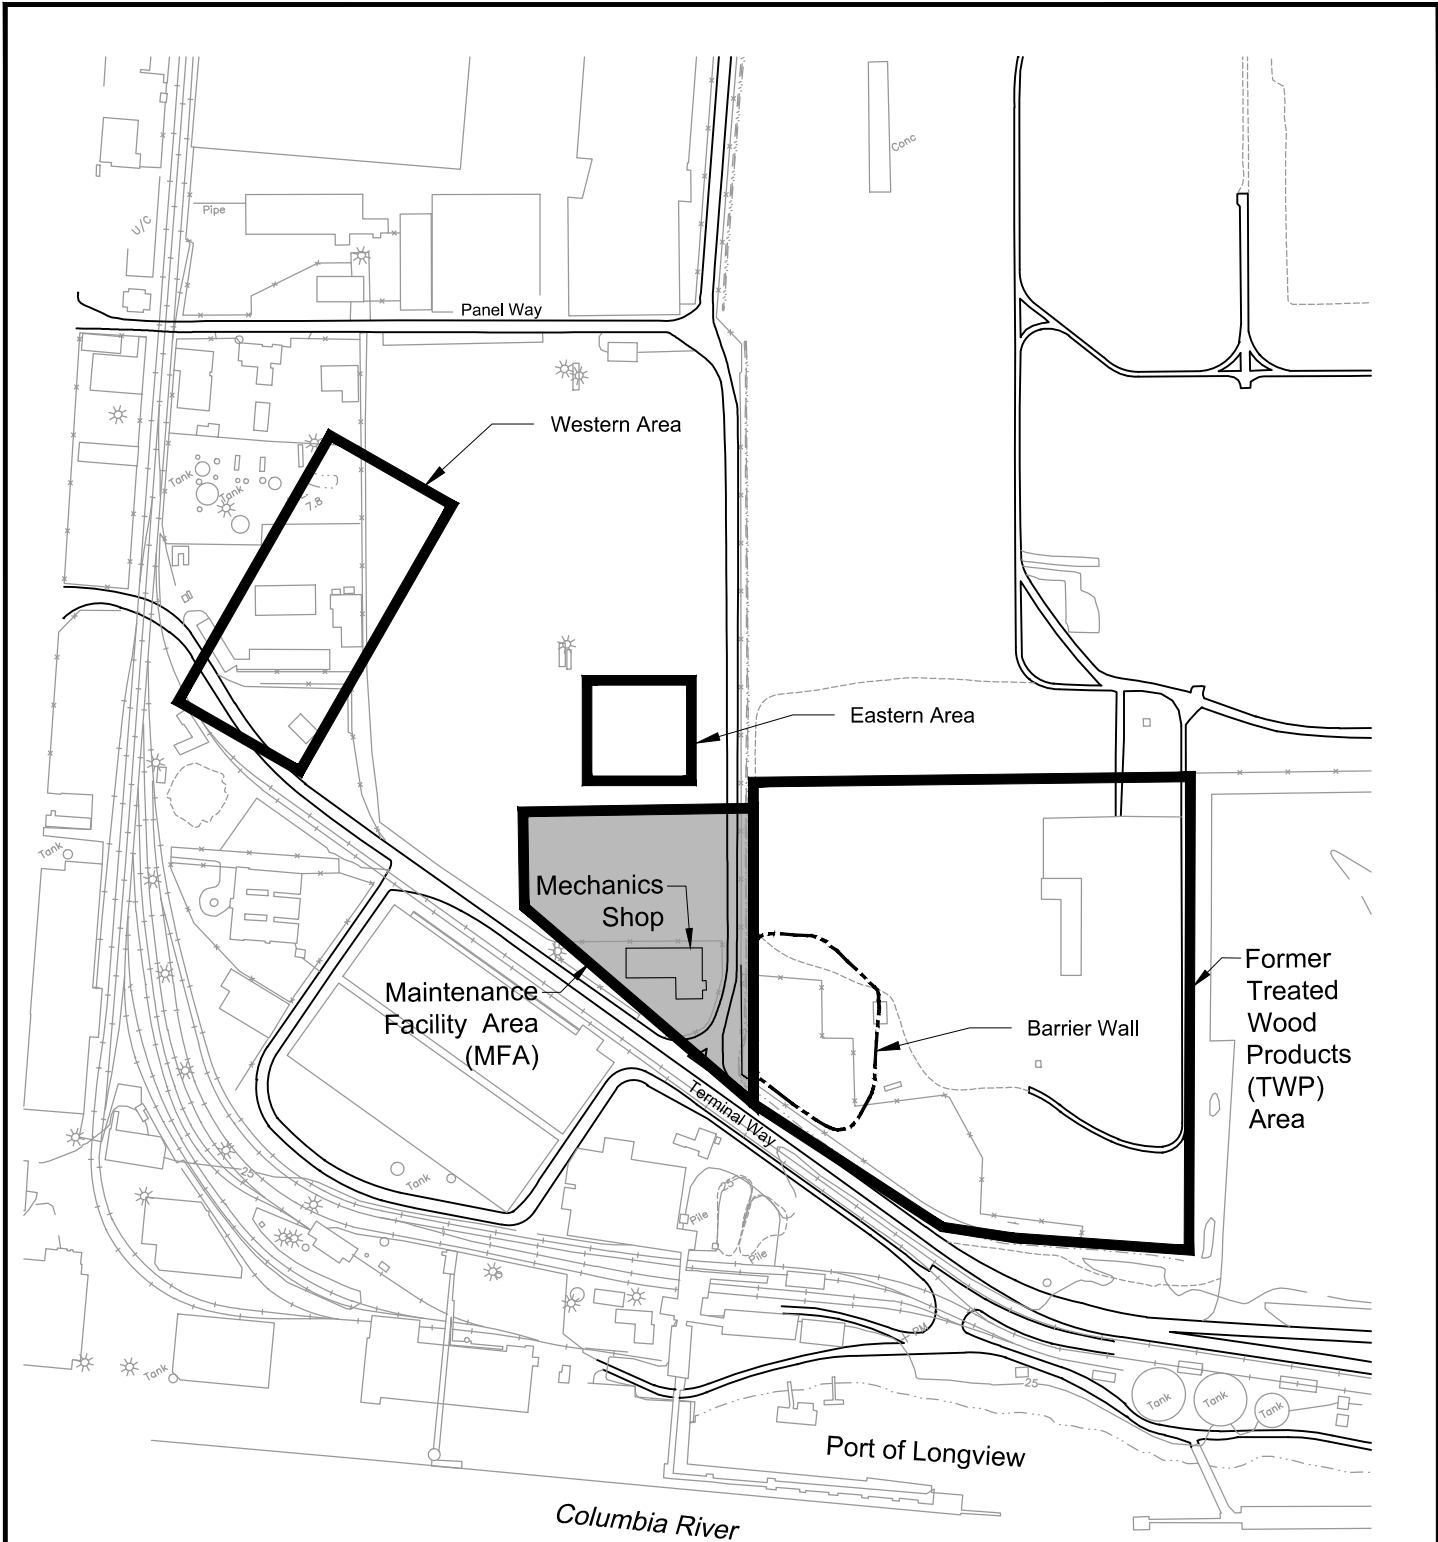 Conc
U/C
Pipe
Panel Way
Western Area
Tank
Tank
7.8
Eastern Area
Tank
Mechanics
Shop
Maintenance
Facility Area
(MFA)
Former
Treated
Wood
Products
(TWP)
Area
Barrier Wall
Terminal Way
25
Tank
25
Pile
Pile
PM
Tank
25
Tank
Tank
Tank
Port of Longview
Columbia River